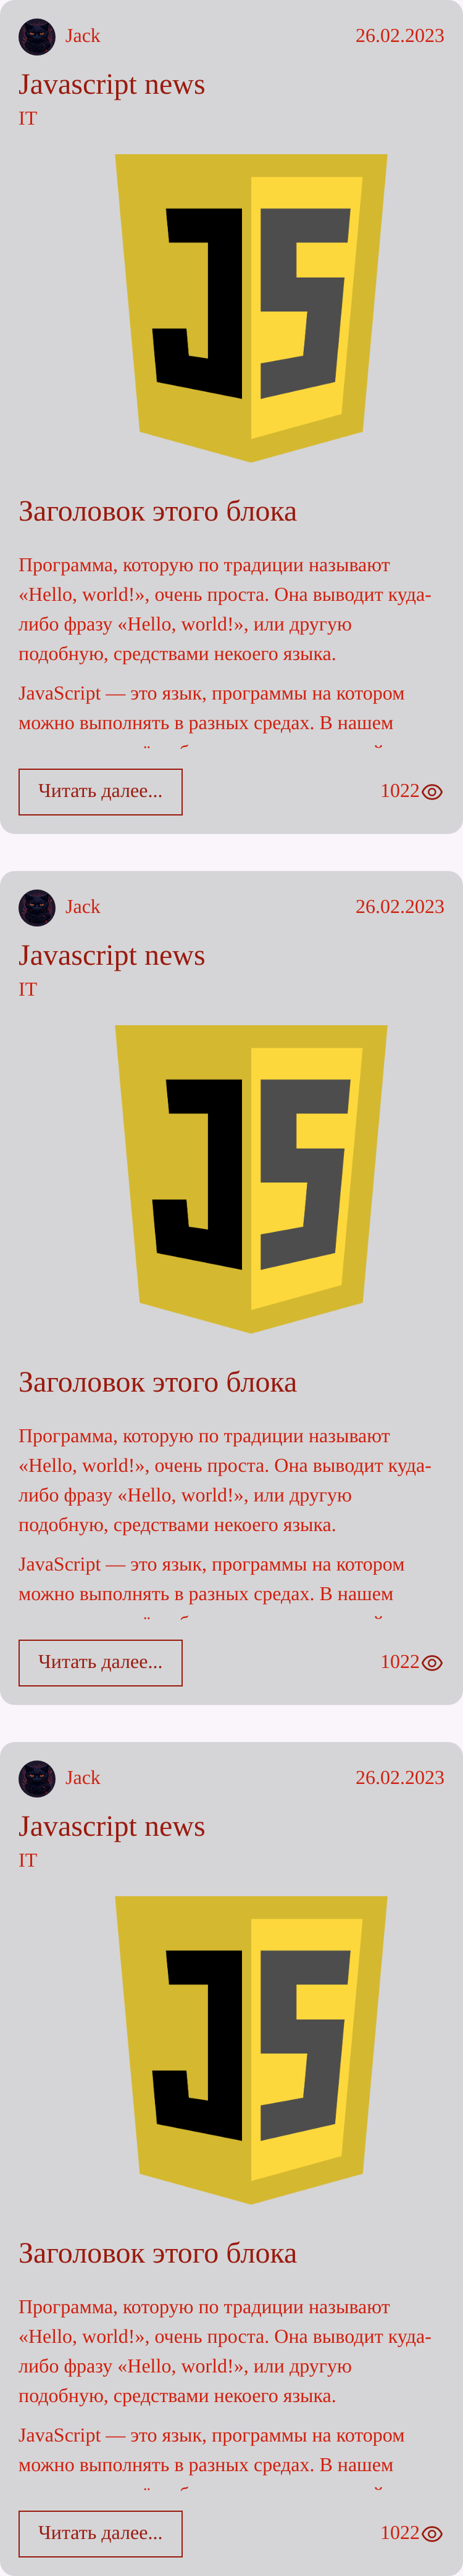 Jack 26.02.2023
Javascript news
IT
JS
Заголовок этого блока
Программа, которую по традиции называют
«Hello, world!», очень проста. Она выводит куда-
либо фразу «Hello, world!», или другую
подобную, средствами некоего языка.
JavaScript — это язык, программы на котором
можно выполнять в разных средах. В нашем
Читать далее... 1022
Jack 26.02.2023
Javascript news
IT
JS
Заголовок этого блока
Программа, которую по традиции называют
«Hello, world!», очень проста. Она выводит куда-
либо фразу «Hello, world!», или другую
подобную, средствами некоего языка.
JavaScript — это язык, программы на котором
можно выполнять в разных средах. В нашем
Читать далее... 1022
Jack 26.02.2023
Javascript news
IT
JS
Заголовок этого блока
Программа, которую по традиции называют
«Hello, world!», очень проста. Она выводит куда-
либо фразу «Hello, world!», или другую
подобную, средствами некоего языка.
JavaScript — это язык, программы на котором
можно выполнять в разных средах. В нашем
Читать далее... 1022